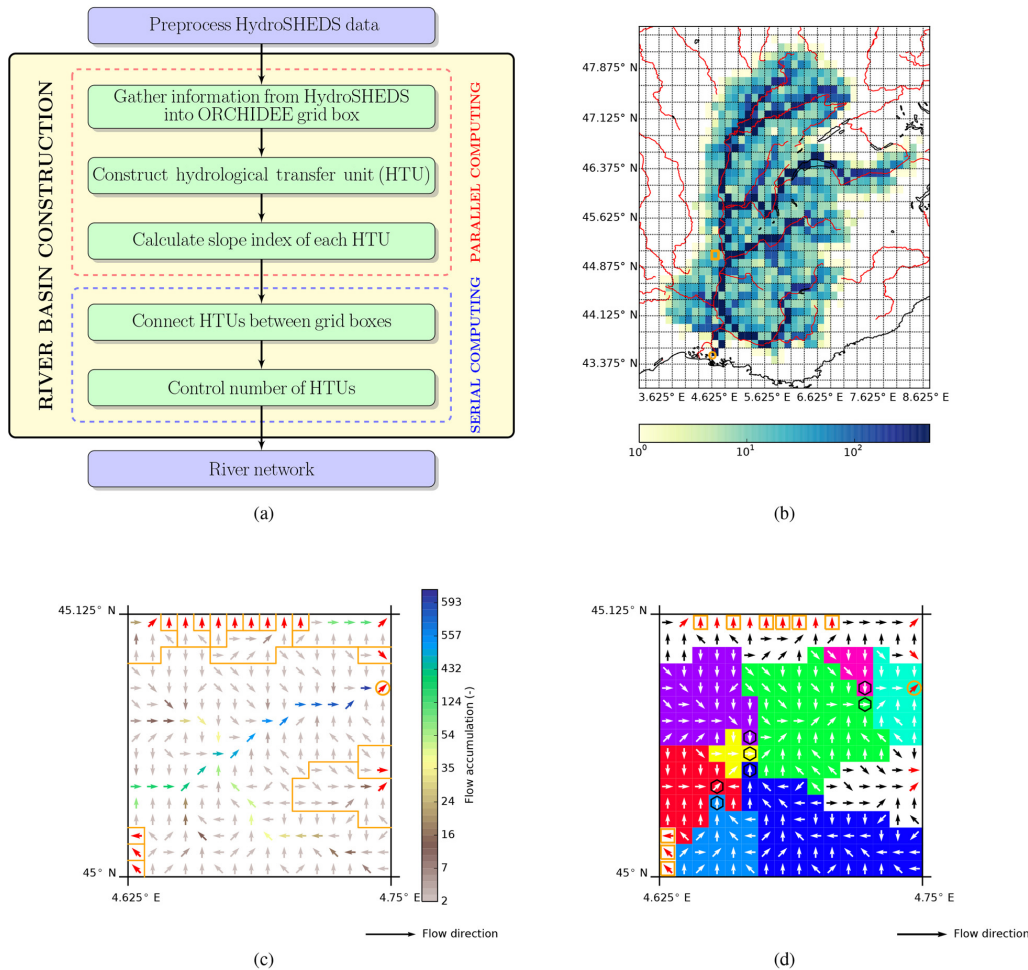 Preprocess HydroSHEDS data
RIVER BASIN CONSTRUCTION
PARALLEL COMPUTING
Gather information from HydroSHEDS
into ORCHIDEE grid box
Construct hydrological transfer unit (HTU)
Calculate slope index of each HTU
SERIAL COMPUTING
Connect HTUs between grid boxes
Control number of HTUs
River network
(a)
47.875° N
47.125° N
46.375° N
45.625° N
44.875° N
44.125° N
43.375° N
3.625° E 4.625° E 5.625° E 6.625° E 7.625° E 8.625° E
10⁰ 10¹ 10²
(b)
45.125° N
45° N
4.625° E 4.75° E
593
557
432
124
74
50
35
24
16
7
2
Flow accumulation (-)
Flow direction
(c)
45.125° N
45° N
4.625° E 4.75° E
Flow direction
(d)